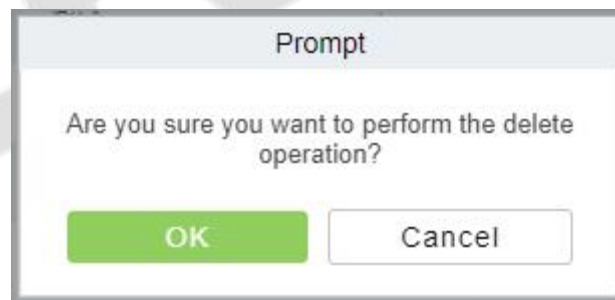 Prompt
Are you sure you want to perform the delete
operation?
OK
Cancel